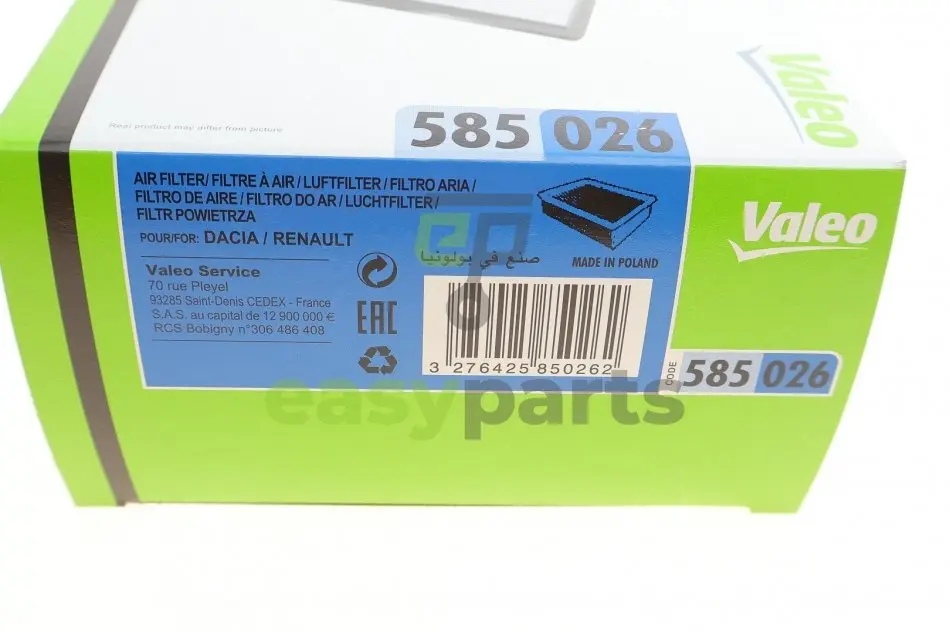 Valeo
Real product may differ from picture
585 026
AIR FILTER / FILTRE À AIR / LUFTFILTER / FILTRO ARIA /
FILTRO DE AIRE / FILTRO DO AR / LUCHTFILTER /
FILTR POWIETRZA
POUR/FOR: DACIA / RENAULT
Valeo
صنع في بولونيا
MADE IN POLAND
Valeo Service
70 rue Pleyel
93285 Saint-Denis CEDEX - France
S.A.S. au capital de 12 900 000 €
RCS Bobigny n°306 486 408
EAC
3 276425 850262
CODE 585 026
ep
easyparts